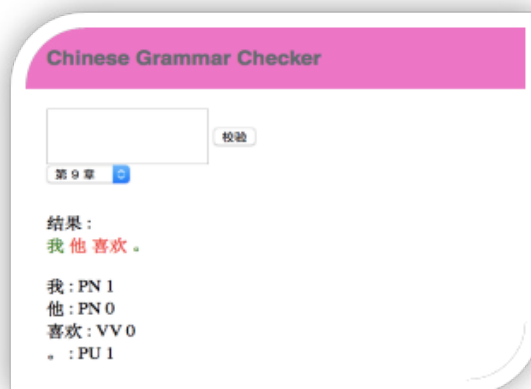 Chinese Grammar Checker
校验
第 9 章
结果 :
我 他 喜欢 。
我 : PN 1
他 : PN 0
喜欢 : VV 0
。 : PU 1